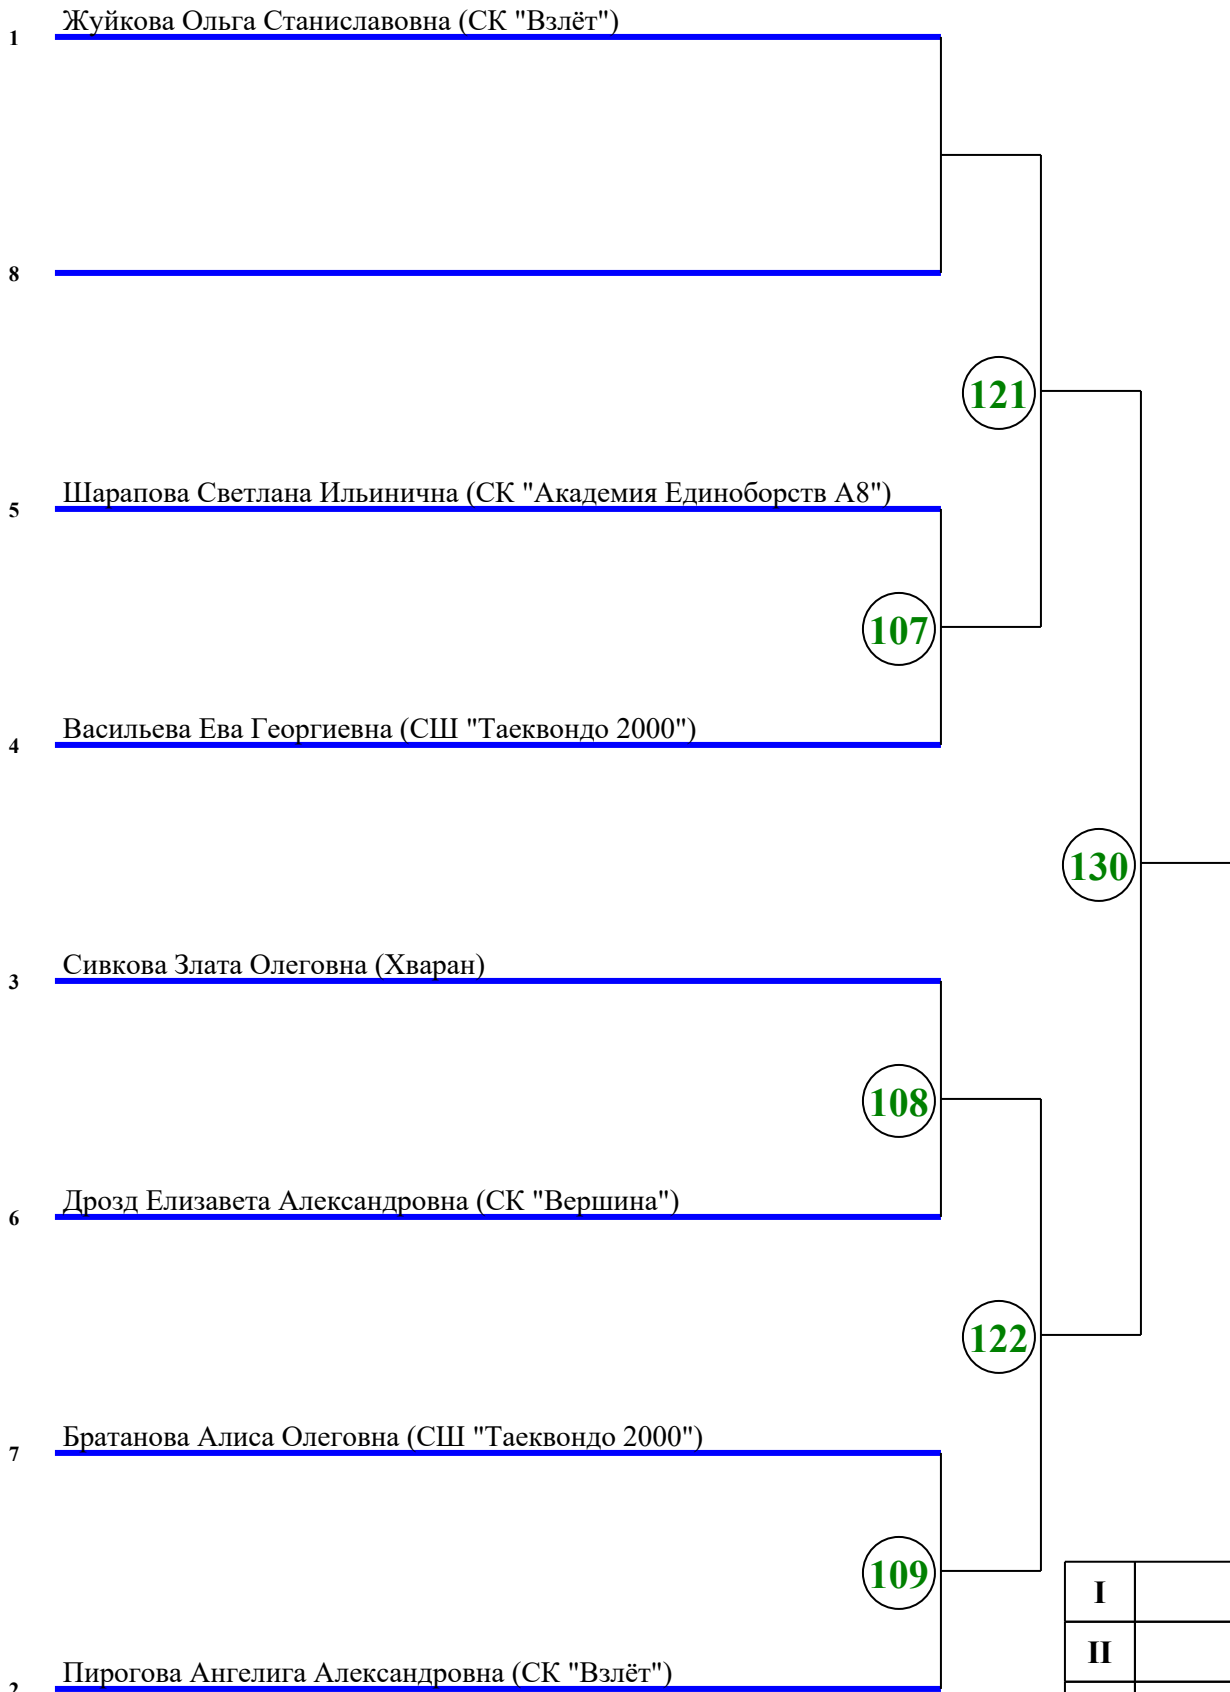 Жуйкова Ольга Станиславовна (СК "Взлёт")
1
8
121
Шарапова Светлана Ильинична (СК "Академия Единоборств А8")
5
107
Васильева Ева Георгиевна (СШ "Таеквондо 2000")
4
130
Сивкова Злата Олеговна (Хваран)
3
108
Дрозд Елизавета Александровна (СК "Вершина")
6
122
Братанова Алиса Олеговна (СШ "Таеквондо 2000")
7
109
I
II
Пирогова Ангелига Александровна (СК "Взлёт")
2